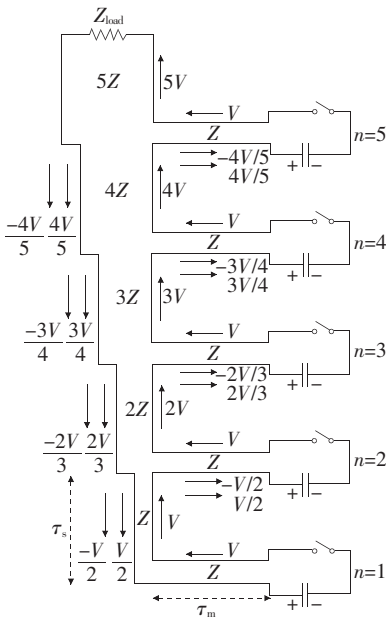 Z_load
5Z
5V
V
Z
n=5
-4V/5
4V/5
+ −
4Z
4V
-4V/5 4V/5
V
Z
n=4
-3V/4
3V/4
+ −
3Z
3V
-3V/4 3V/4
V
Z
n=3
-2V/3
2V/3
+ −
2Z
2V
-2V/3 2V/3
V
Z
n=2
-V/2
V/2
+ −
Z
V
τ_s
-V/2 V/2
V
Z
n=1
+ −
τ_m